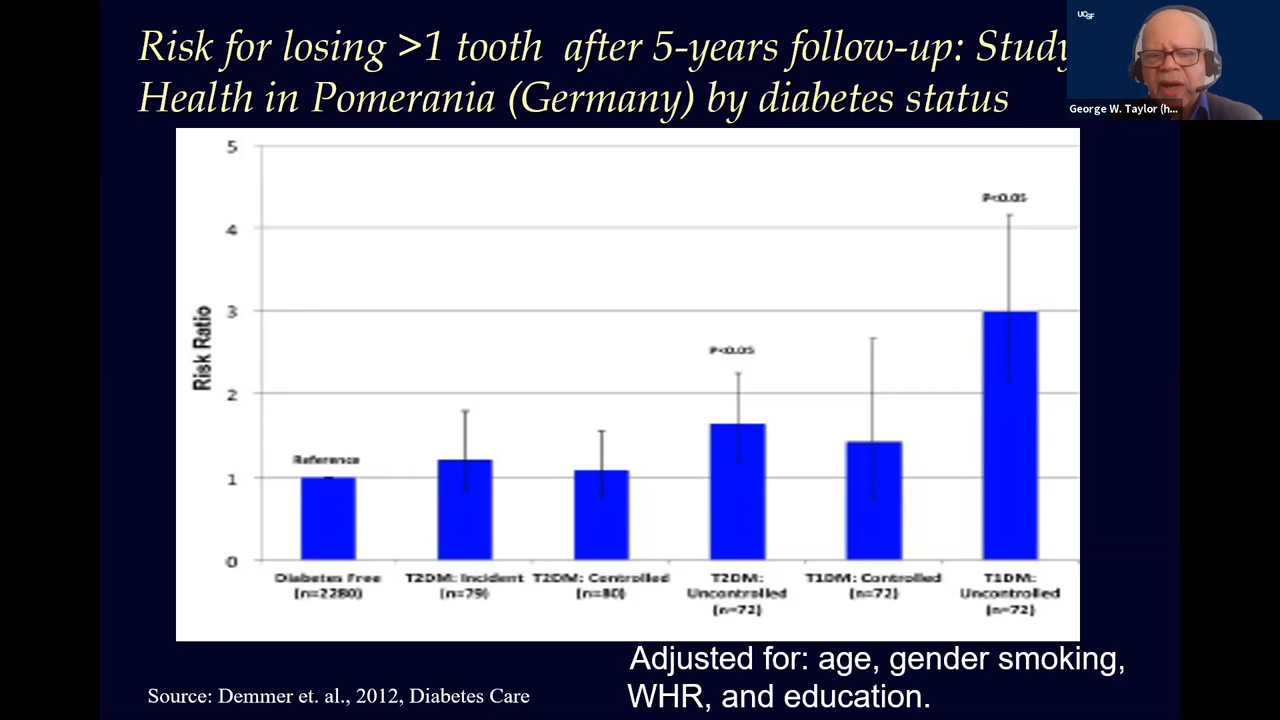 Risk for losing >1 tooth after 5-years follow-up: Study
Health in Pomerania (Germany) by diabetes status
UCSF
George W. Taylor (h...
5
4
3
2
1
0
Risk Ratio
P<0.05
P<0.05
Reference
Diabetes Free
(n=2280)
T2DM: Incident
(n=79)
T2DM: Controlled
(n=80)
T2DM:
Uncontrolled
(n=72)
T1DM: Controlled
(n=72)
T1DM:
Uncontrolled
(n=72)
Adjusted for: age, gender smoking,
WHR, and education.
Source: Demmer et. al., 2012, Diabetes Care